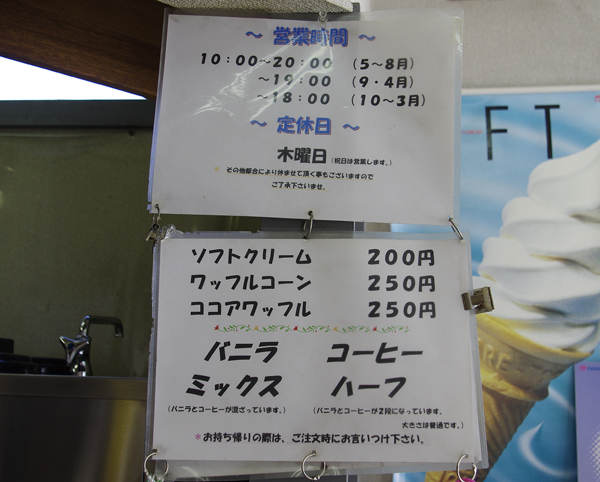 ～ 営業時間 ～
10：00～20：00 （5～8月）
～19：00 （9・4月）
～18：00 （10～3月）
～ 定休日 ～
木曜日（祝日は営業します。）
＊ その他都合により休ませて頂く事もございますので
ご了承下さいませ。
ソフトクリーム 200円
ワッフルコーン 250円
ココアワッフル 250円
バニラ コーヒー
ミックス ハーフ
（バニラとコーヒーが混ざっています。） （バニラとコーヒーが2段になっています。
大きさは普通です。）
＊お持ち帰りの際は、ご注文時にお言いつけ下さい。
FT